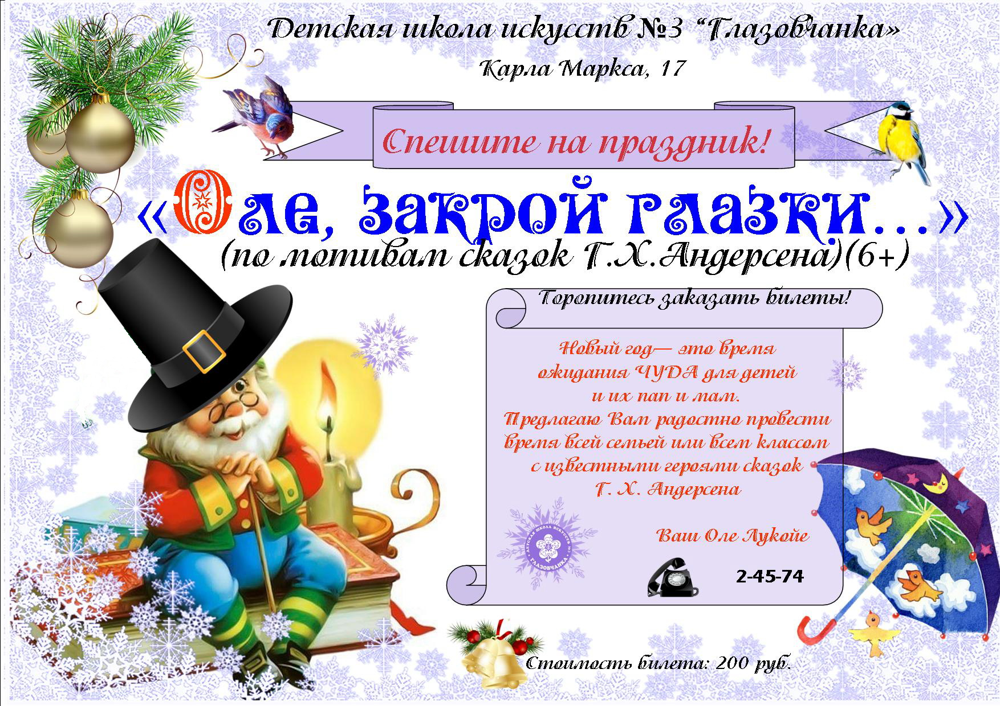 Детская школа искусств №3 “Глазовчанка»
Карла Маркса, 17
Спешите на праздник!
«Оле, закрой глазки...»
(по мотивам сказок Г.Х.Андерсена)(6+)
Торопитесь заказать билеты!
Новый год— это время
ожидания ЧУДА для детей
и их пап и мам.
Предлагаю Вам радостно провести
время всей семьей или всем классом
с известными героями сказок
Г. Х. Андерсена
Ваш Оле Лукойе
ДЕТСКАЯ ШКОЛА ИСКУССТВ №3
ГЛАЗОВЧАНКА
2-45-74
Стоимость билета: 200 руб.